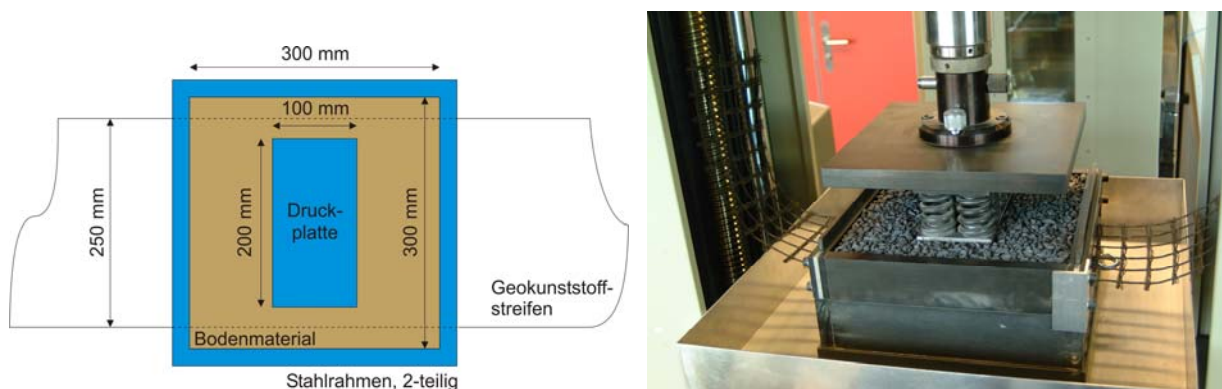 300 mm
100 mm
250 mm
200 mm
Druck-
platte
300 mm
Geokunststoff-
streifen
Bodenmaterial
Stahlrahmen, 2-teilig